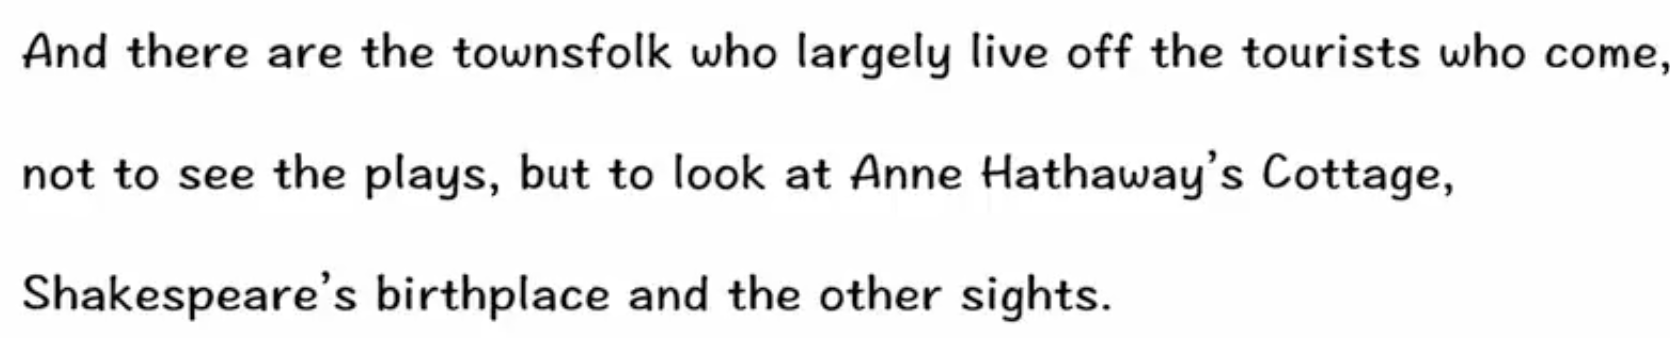 And there are the townsfolk who largely live off the tourists who come,
not to see the plays, but to look at Anne Hathaway’s Cottage,
Shakespeare’s birthplace and the other sights.